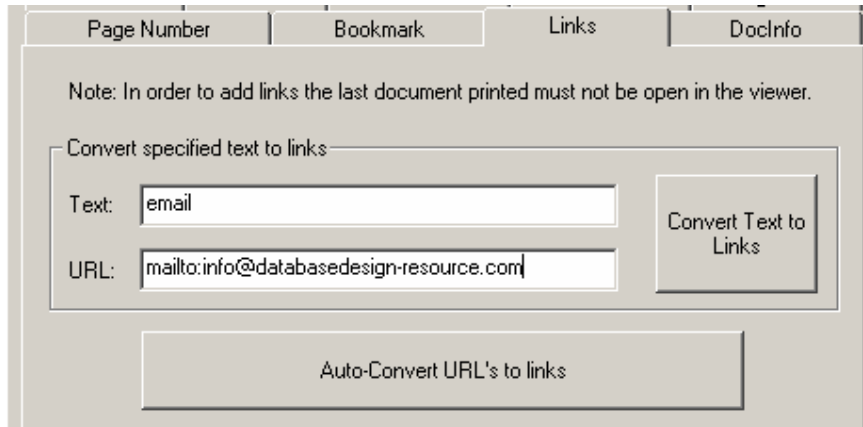 Page Number Bookmark Links DocInfo
Note: In order to add links the last document printed must not be open in the viewer.
Convert specified text to links
Text: email
Convert Text to Links
URL: mailto:info@databasedesign-resource.com
Auto-Convert URL's to links